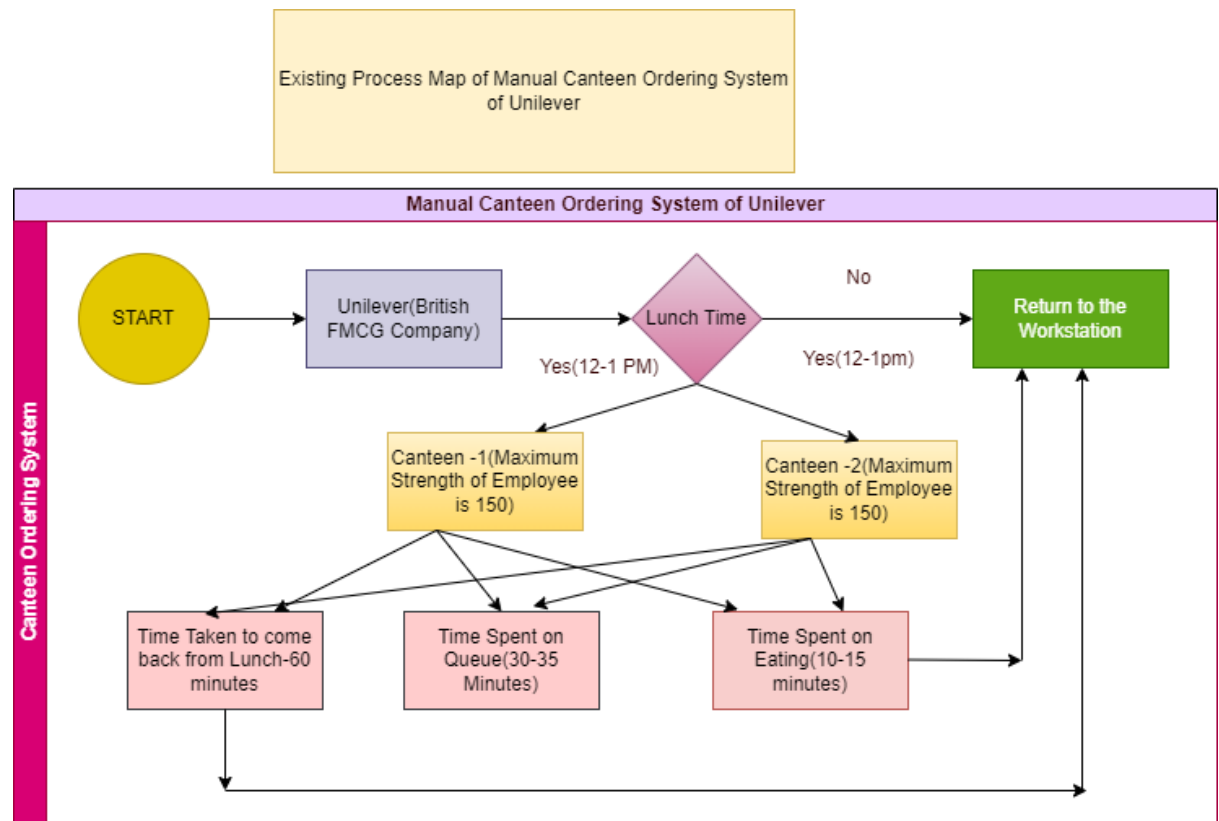 Existing Process Map of Manual Canteen Ordering System
of Unilever
Manual Canteen Ordering System of Unilever
Canteen Ordering System
START
Unilever(British
FMCG Company)
Lunch Time
No
Return to the
Workstation
Yes(12-1 PM)
Yes(12-1pm)
Canteen -1(Maximum
Strength of Employee
is 150)
Canteen -2(Maximum
Strength of Employee
is 150)
Time Taken to come
back from Lunch-60
minutes
Time Spent on
Queue(30-35
Minutes)
Time Spent on
Eating(10-15
minutes)